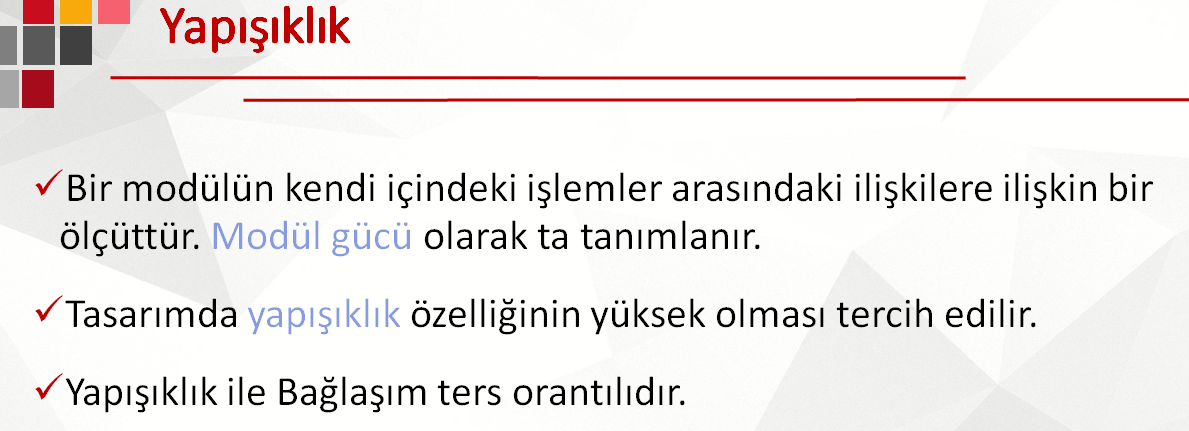 Yapışıklık
✓Bir modülün kendi içindeki işlemler arasındaki ilişkilere ilişkin bir
ölçüttür. Modül gücü olarak ta tanımlanır.
✓Tasarımda yapışıklık özelliğinin yüksek olması tercih edilir.
✓Yapışıklık ile Bağlaşım ters orantılıdır.